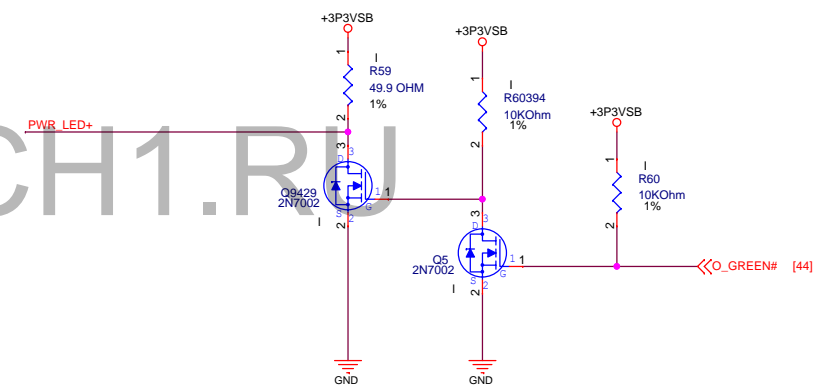 +3P3VSB
+3P3VSB
+3P3VSB
1
I
R59
49.9 OHM
1%
2
1
I
R60394
10KOhm
1%
2
1
I
R60
10KOhm
1%
2
PWR_LED+
CH1.RU
3
D
3
Q9429
2N7002
1
1
G
S
2
2
I
3
D
3
Q5
2N7002
1
1
G
S
2
2
I
O_GREEN# [44]
GND
GND